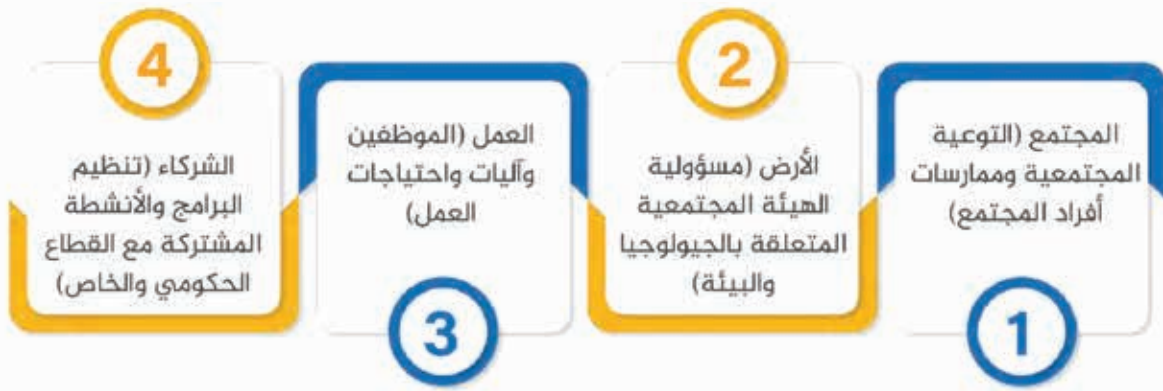 1
المجتمع (التوعية
المجتمعية وممارسات
أفراد المجتمع)
2
الأرض (مسؤولية
الهيئة المجتمعية
المتعلقة بالجيولوجيا
والبيئة)
3
العمل (الموظفين
وآليات واحتياجات
العمل)
4
الشركاء (تنظيم
البرامج والأنشطة
المشتركة مع القطاع
الحكومي والخاص)